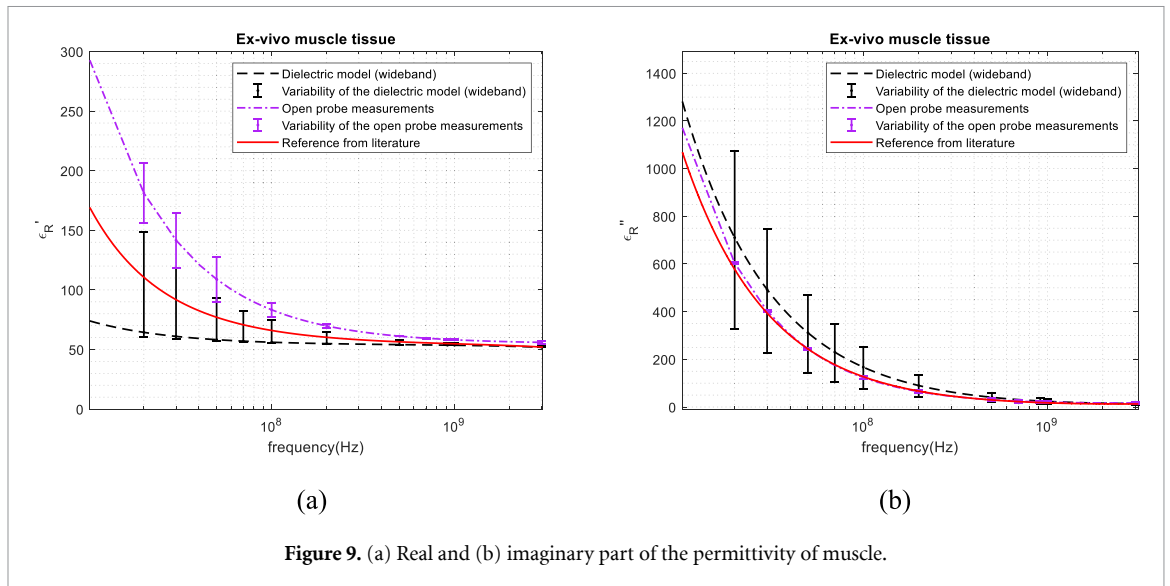 Ex-vivo muscle tissue
300
250
200
150
100
50
0
ϵR'
Dielectric model (wideband)
Variability of the dielectric model (wideband)
Open probe measurements
Variability of the open probe measurements
Reference from literature
10^8
10^9
frequency(Hz)
(a)
Ex-vivo muscle tissue
1400
1200
1000
800
600
400
200
0
ϵR''
Dielectric model (wideband)
Variability of the dielectric model (wideband)
Open probe measurements
Variability of the open probe measurements
Reference from literature
10^8
10^9
frequency(Hz)
(b)
Figure 9. (a) Real and (b) imaginary part of the permittivity of muscle.